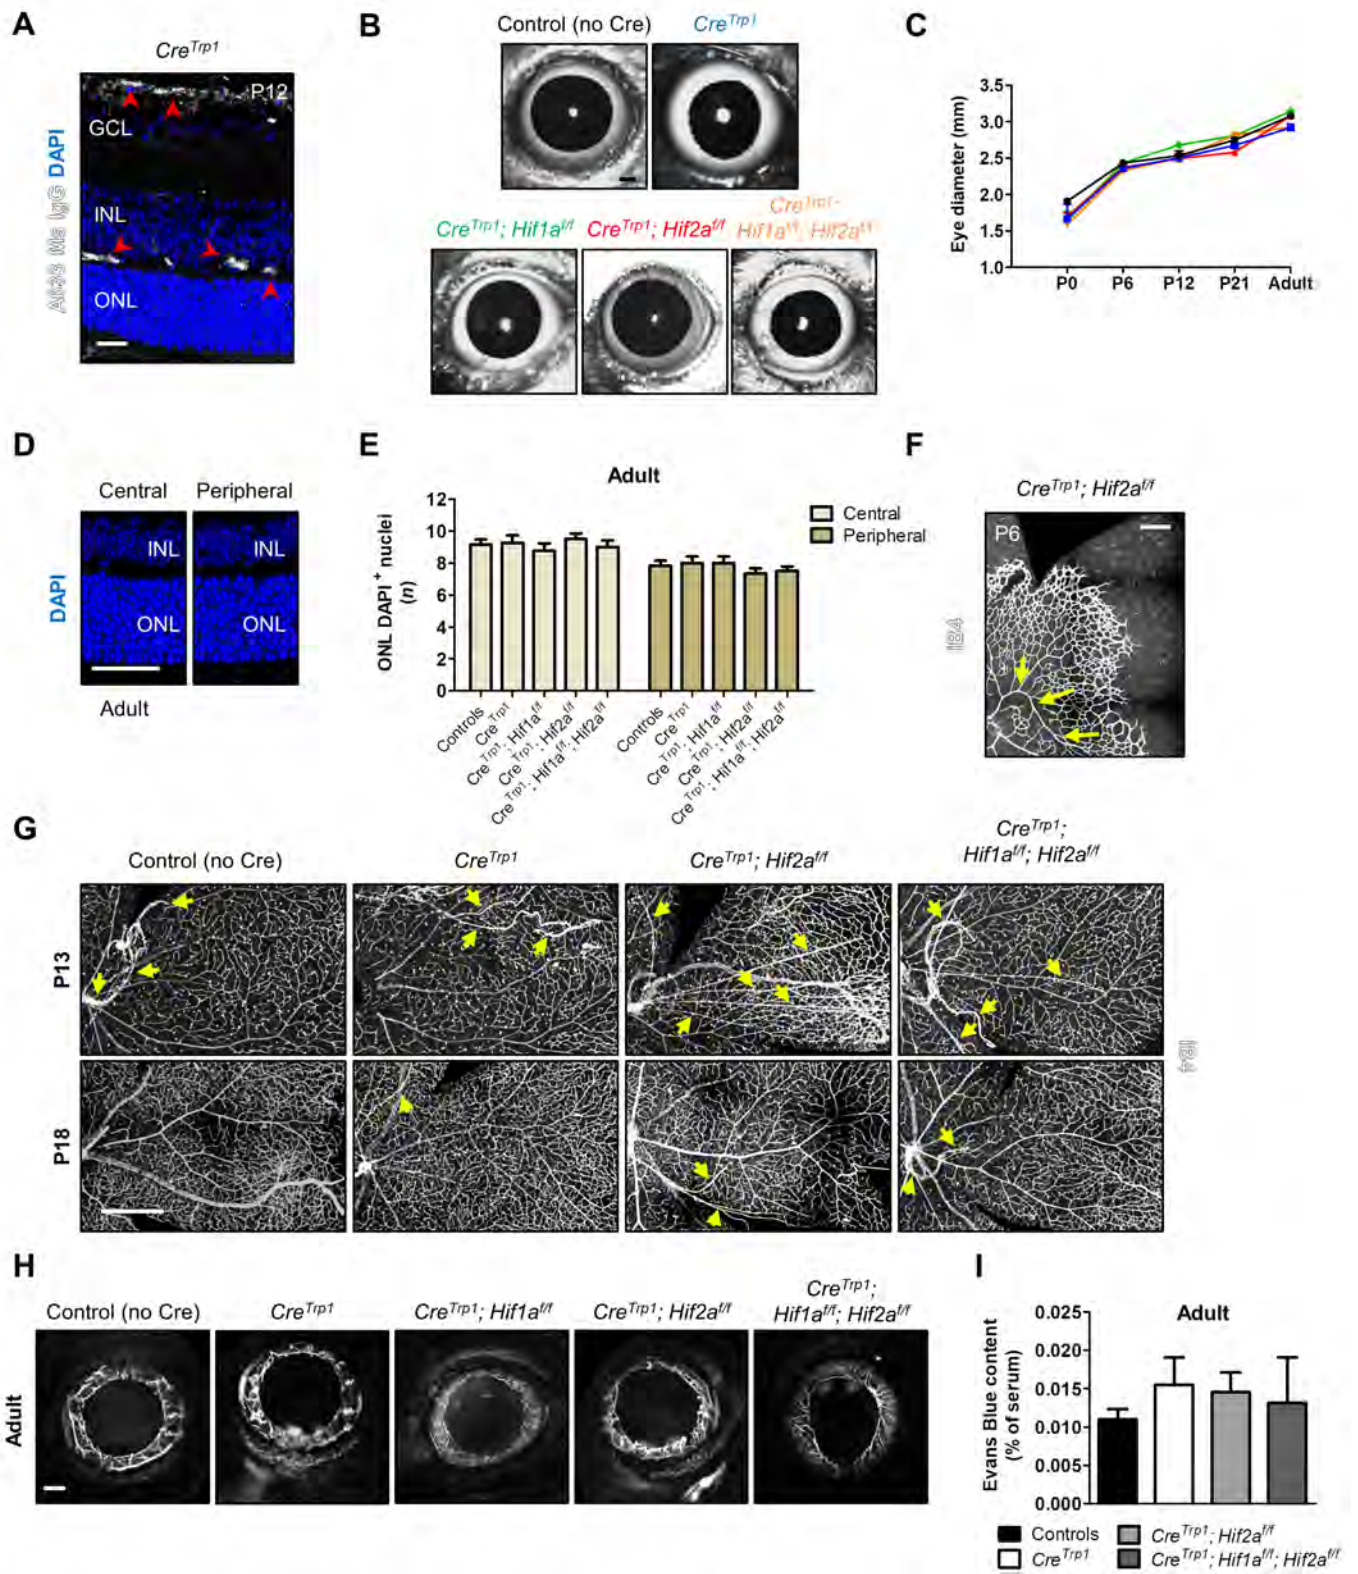 A
Cre^Trp1
P12
GCL
INL
ONL
Ms IgG DAPI
B
Control (no Cre)
Cre^Trp1
Cre^Trp1; Hif1a^f/f
Cre^Trp1; Hif2a^f/f
Cre^Trp1;
Hif1a^f/f; Hif2a^f/f
C
Eye diameter (mm)
3.5
3.0
2.5
2.0
1.5
1.0
P0 P6 P12 P21 Adult
D
Central Peripheral
DAPI
INL INL
ONL ONL
Adult
E
Adult
ONL DAPI^+ nuclei
(n)
12
10
8
6
4
2
0
Central
Peripheral
Controls
Cre^Trp1
Cre^Trp1; Hif1a^f/f
Cre^Trp1; Hif2a^f/f
Cre^Trp1; Hif1a^f/f; Hif2a^f/f
Controls
Cre^Trp1
Cre^Trp1; Hif1a^f/f
Cre^Trp1; Hif2a^f/f
Cre^Trp1; Hif1a^f/f; Hif2a^f/f
F
Cre^Trp1; Hif2a^f/f
P6
IB4
G
Control (no Cre)
Cre^Trp1
Cre^Trp1; Hif2a^f/f
Cre^Trp1;
Hif1a^f/f; Hif2a^f/f
P13
P18
IB4
H
Control (no Cre)
Cre^Trp1
Cre^Trp1; Hif1a^f/f
Cre^Trp1; Hif2a^f/f
Cre^Trp1;
Hif1a^f/f; Hif2a^f/f
Adult
I
Adult
Evans Blue content
(% of serum)
0.025
0.020
0.015
0.010
0.005
0.000
Controls
Cre^Trp1
Cre^Trp1; Hif2a^f/f
Cre^Trp1; Hif1a^f/f; Hif2a^f/f